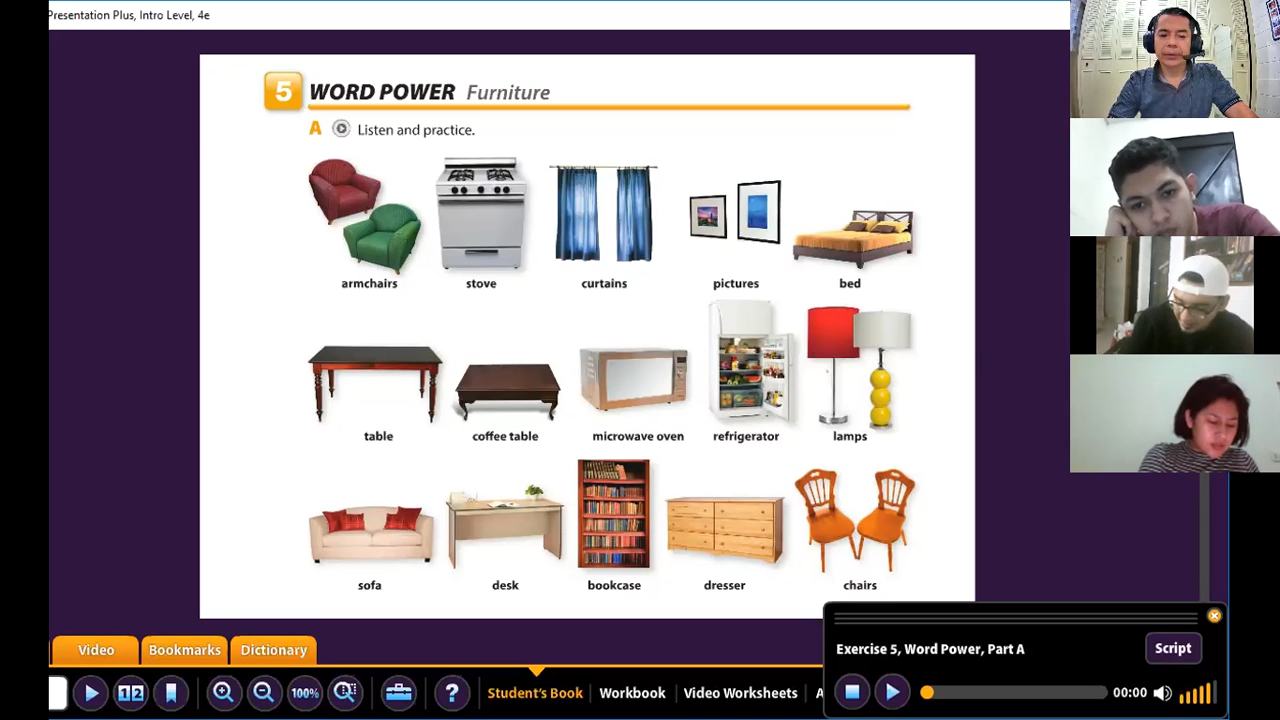 Presentation Plus, Intro Level, 4e
5 WORD POWER Furniture
A Listen and practice.
armchairs stove curtains pictures bed
table coffee table microwave oven refrigerator lamps
sofa desk bookcase dresser chairs
Video Bookmarks Dictionary
Exercise 5, Word Power, Part A Script
12 100% ? Student's Book Workbook Video Worksheets A
00:00